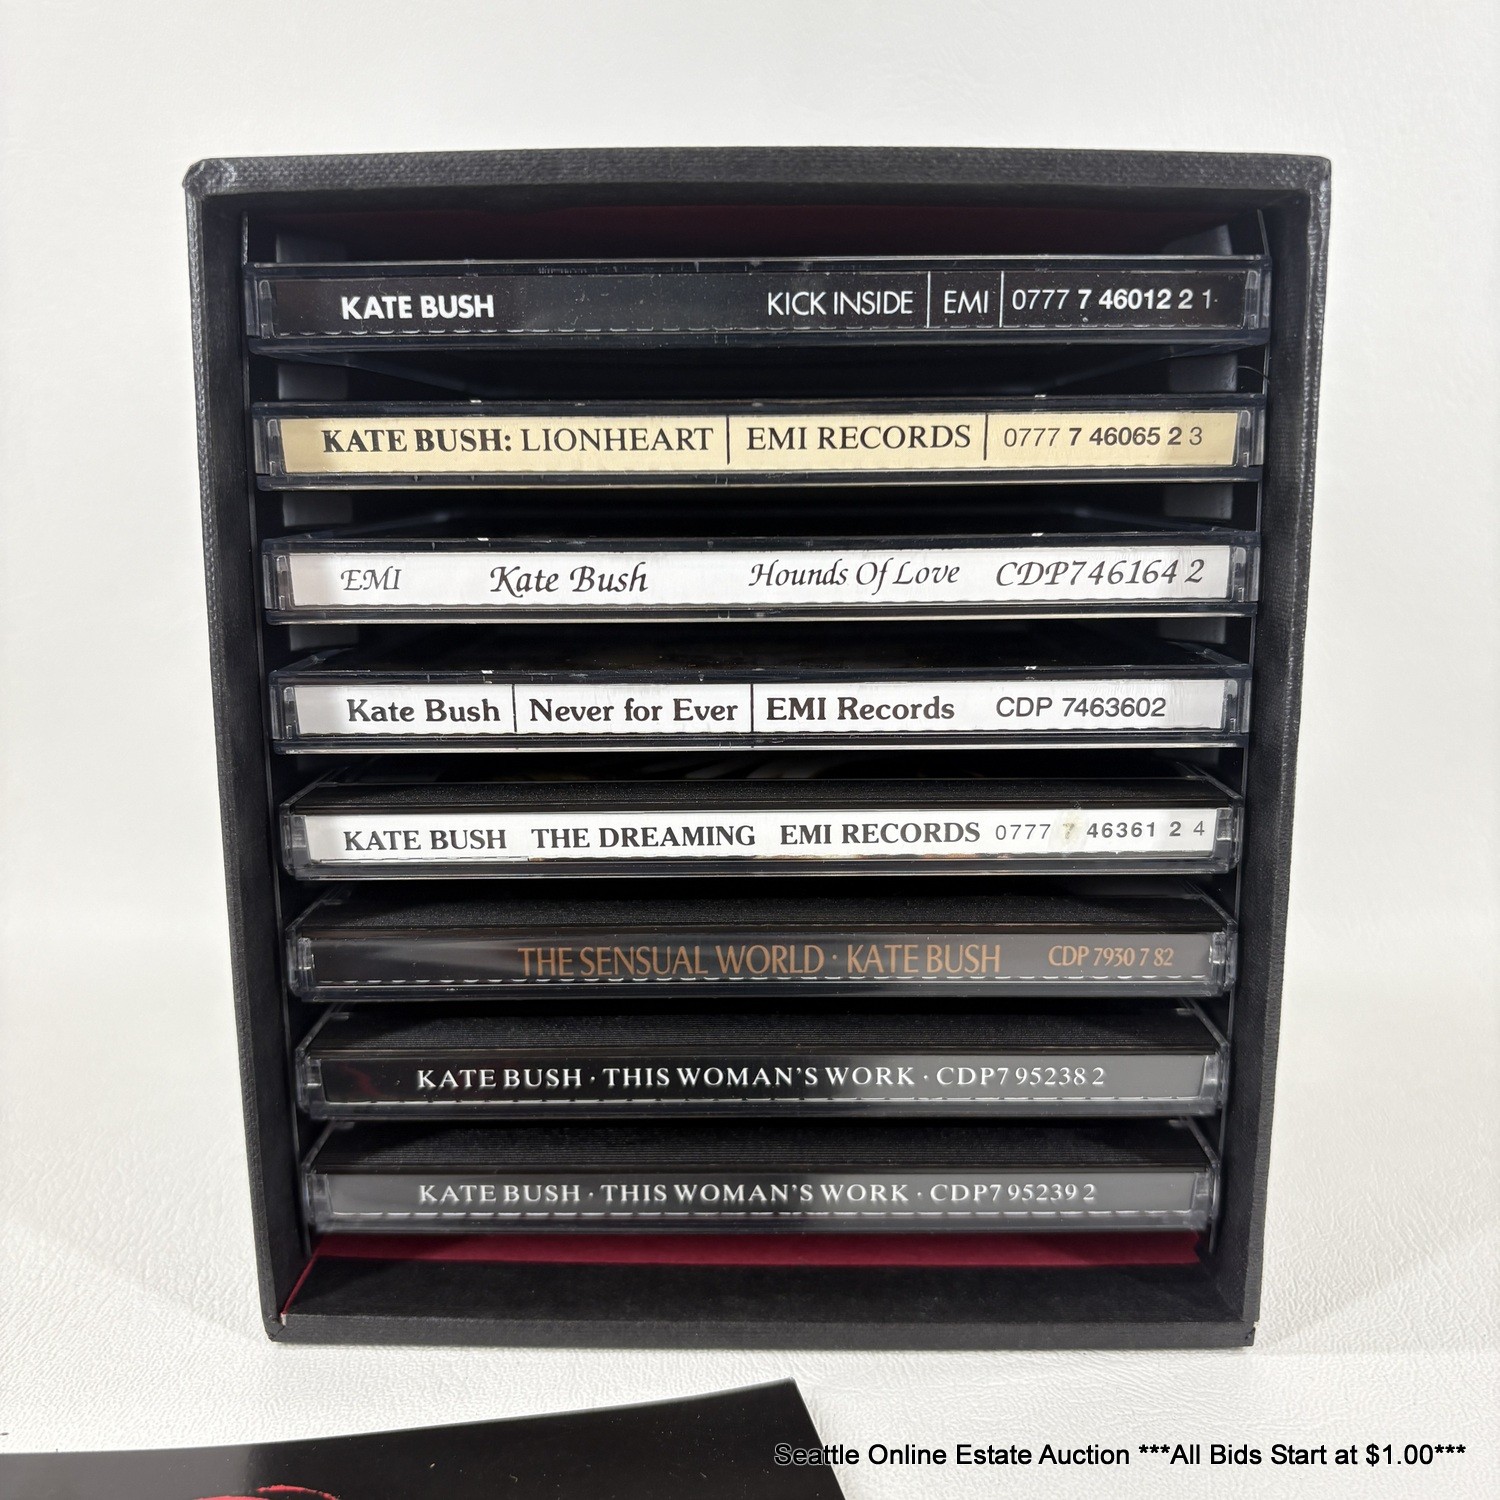 KATE BUSH KICK INSIDE EMI 0777 7 46012 2 1
KATE BUSH: LIONHEART EMI RECORDS 0777 7 46065 2 3
EMI Kate Bush Hounds Of Love CDP746164 2
Kate Bush Never for Ever EMI Records CDP 7463602
KATE BUSH THE DREAMING EMI RECORDS 0777 7 46361 2 4
THE SENSUAL WORLD · KATE BUSH CDP 7930 7 82
KATE BUSH · THIS WOMAN'S WORK · CDP7 95238 2
KATE BUSH · THIS WOMAN'S WORK · CDP7 95239 2
Seattle Online Estate Auction ***All Bids Start at $1.00***